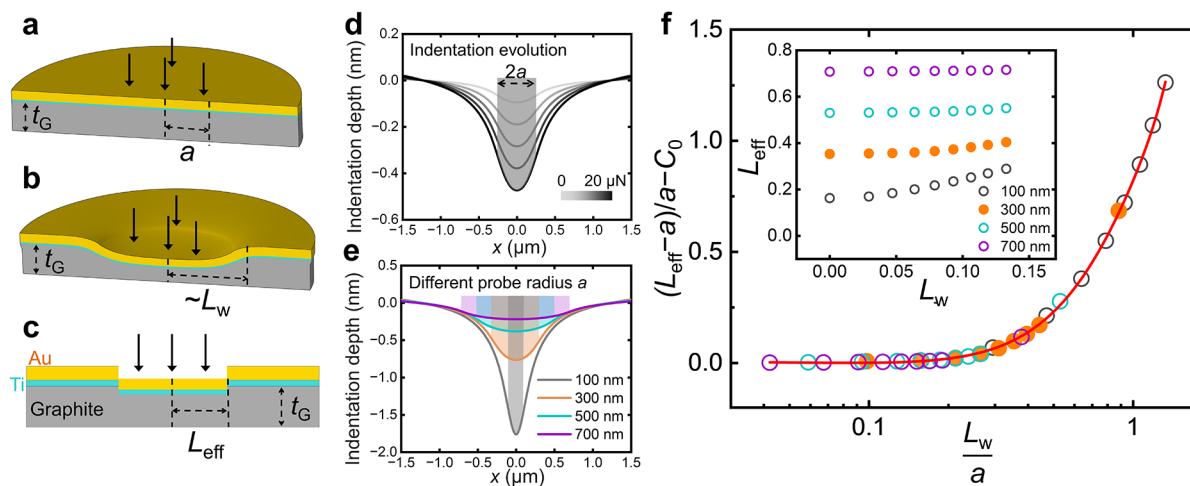 a
t_G
a
b
t_G
~L_w
c
Au
Ti
Graphite
t_G
L_eff
d
Indentation depth (nm)
0.2
0.0
−0.2
−0.4
−0.6
Indentation evolution
2a
0 20 μN
−1.5 −1.0 −0.5 0.0 0.5 1.0 1.5
x (μm)
e
Indentation depth (nm)
0.5
0.0
−0.5
−1.0
−1.5
−2.0
Different probe radius a
100 nm
300 nm
500 nm
700 nm
−1.5 −1.0 −0.5 0.0 0.5 1.0 1.5
x (μm)
f
(L_eff−a)/a−C_0
1.5
1.0
0.5
0.0
L_eff
0.8
0.6
0.4
0.2
0.0
100 nm
300 nm
500 nm
700 nm
0.00 0.05 0.10 0.15
L_w
0.1 1
L_w
a